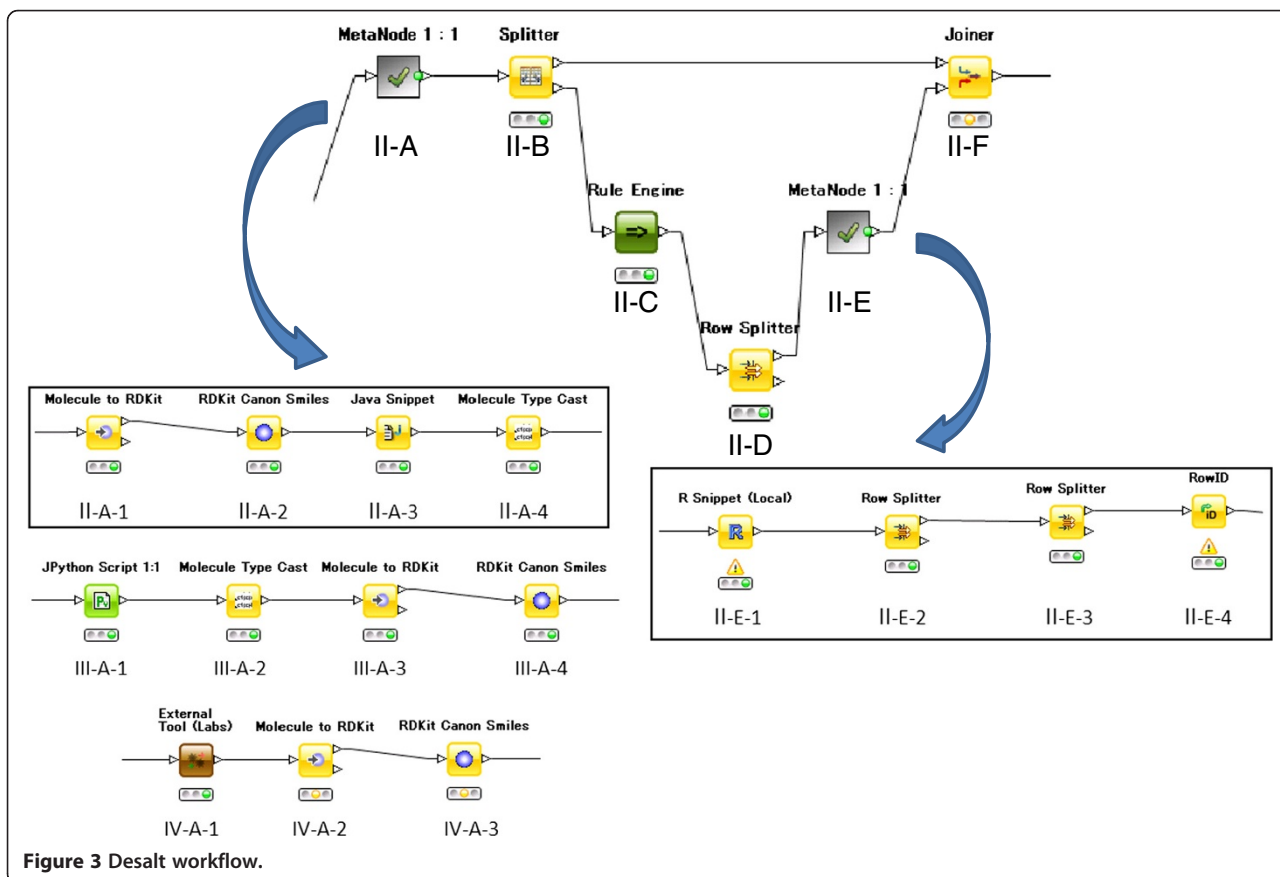 MetaNode 1 : 1
Splitter
Joiner
II-A
II-B
II-F
Rule Engine
MetaNode 1 : 1
II-C
II-E
Row Splitter
II-D
Molecule to RDKit
RDKit Canon Smiles
Java Snippet
Molecule Type Cast
II-A-1
II-A-2
II-A-3
II-A-4
R Snippet (Local)
Row Splitter
Row Splitter
RowID
II-E-1
II-E-2
II-E-3
II-E-4
JPython Script 1:1
Molecule Type Cast
Molecule to RDKit
RDKit Canon Smiles
III-A-1
III-A-2
III-A-3
III-A-4
External
Tool (Labs)
Molecule to RDKit
RDKit Canon Smiles
IV-A-1
IV-A-2
IV-A-3
Figure 3 Desalt workflow.